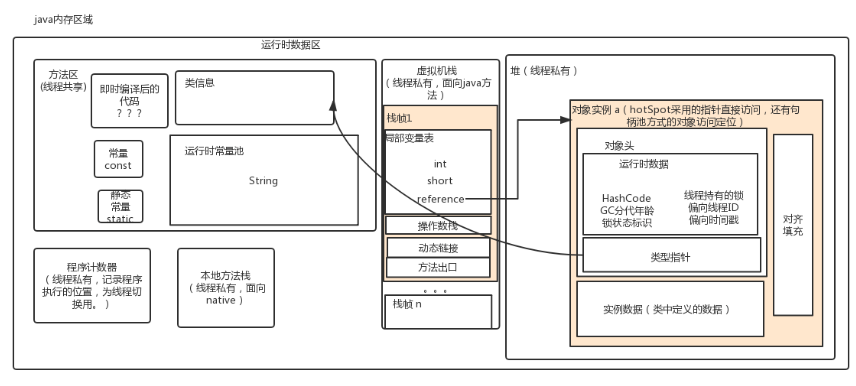 java内存区域
运行时数据区
方法区
(线程共享)
即时编译后的
代码
？？？
类信息
常量
const
静态
常量
static
运行时常量池
String
程序计数器
（线程私有，记录程序
执行的位置，为线程切
换用。）
本地方法栈
（线程私有，面向
native）
虚拟机栈
（线程私有，面向java方
法）
栈帧1
局部变量表
int
short
reference
操作数栈
动态链接
方法出口
。。。
栈帧 n
堆（线程私有）
对象实例 a（hotSpot采用的指针直接访问，还有句
柄池方式的对象访问定位）
对象头
运行时数据
HashCode
GC分代年龄
锁状态标识
线程持有的锁
偏向线程ID
偏向时间戳
类型指针
实例数据（类中定义的数据）
对齐
填充